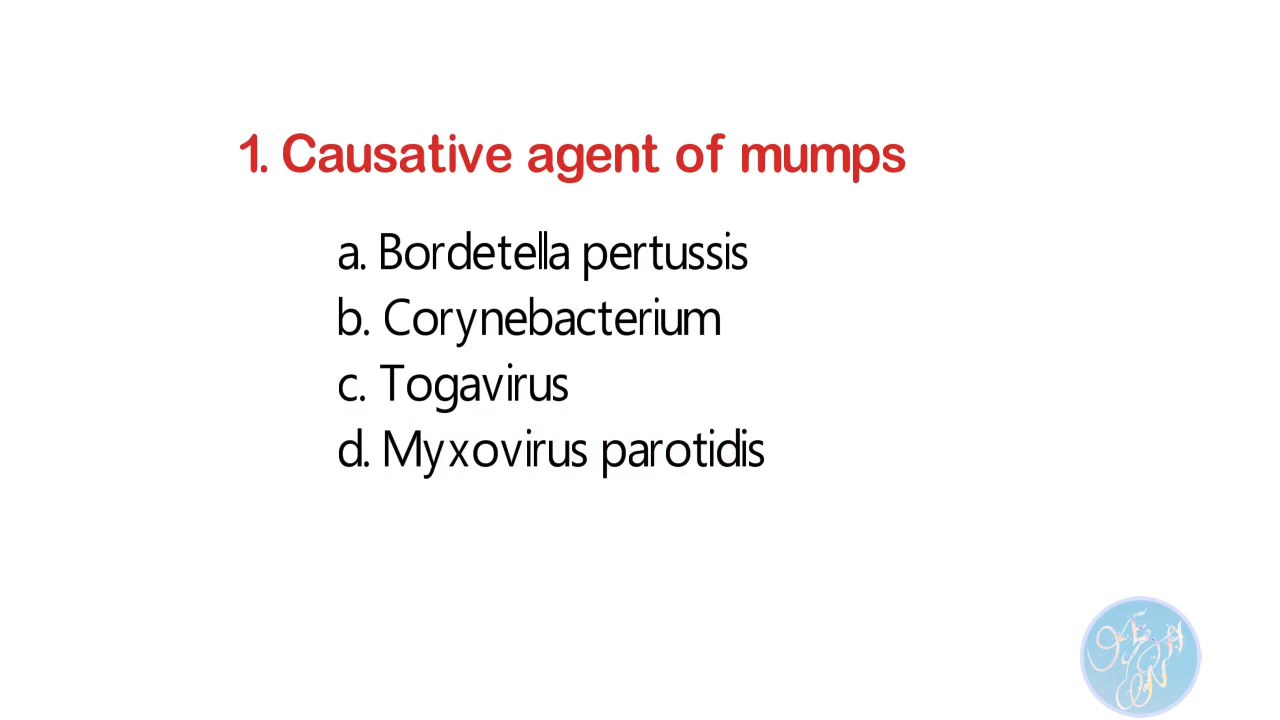 1. Causative agent of mumps
a. Bordetella pertussis
b. Corynebacterium
c. Togavirus
d. Myxovirus parotidis